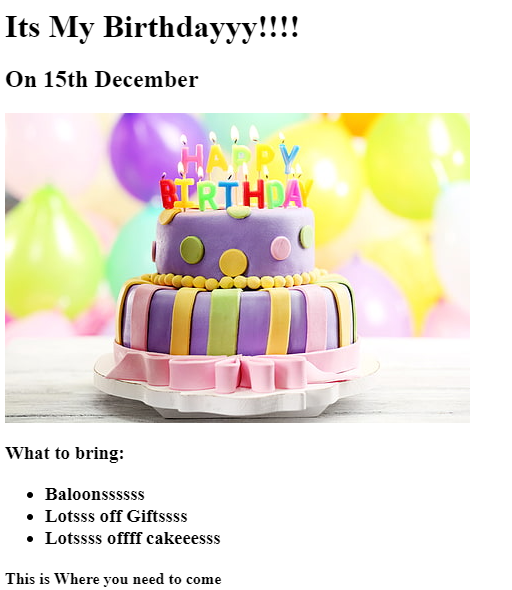 Its My Birthdayyy!!!!
On 15th December
HAPPY
BIRTHDAY
What to bring:
Baloonssssss
Lotsss off Giftssss
Lotssss offff cakeeesss
This is Where you need to come